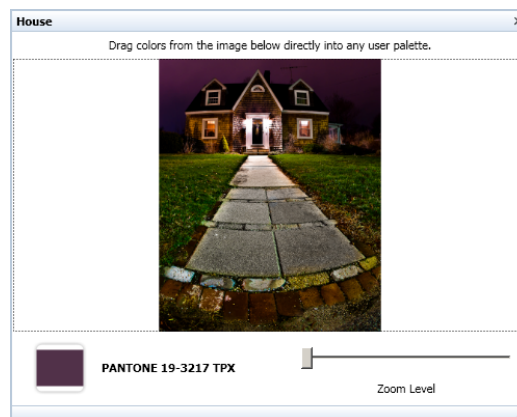 House
Drag colors from the image below directly into any user palette.
PANTONE 19-3217 TPX
Zoom Level